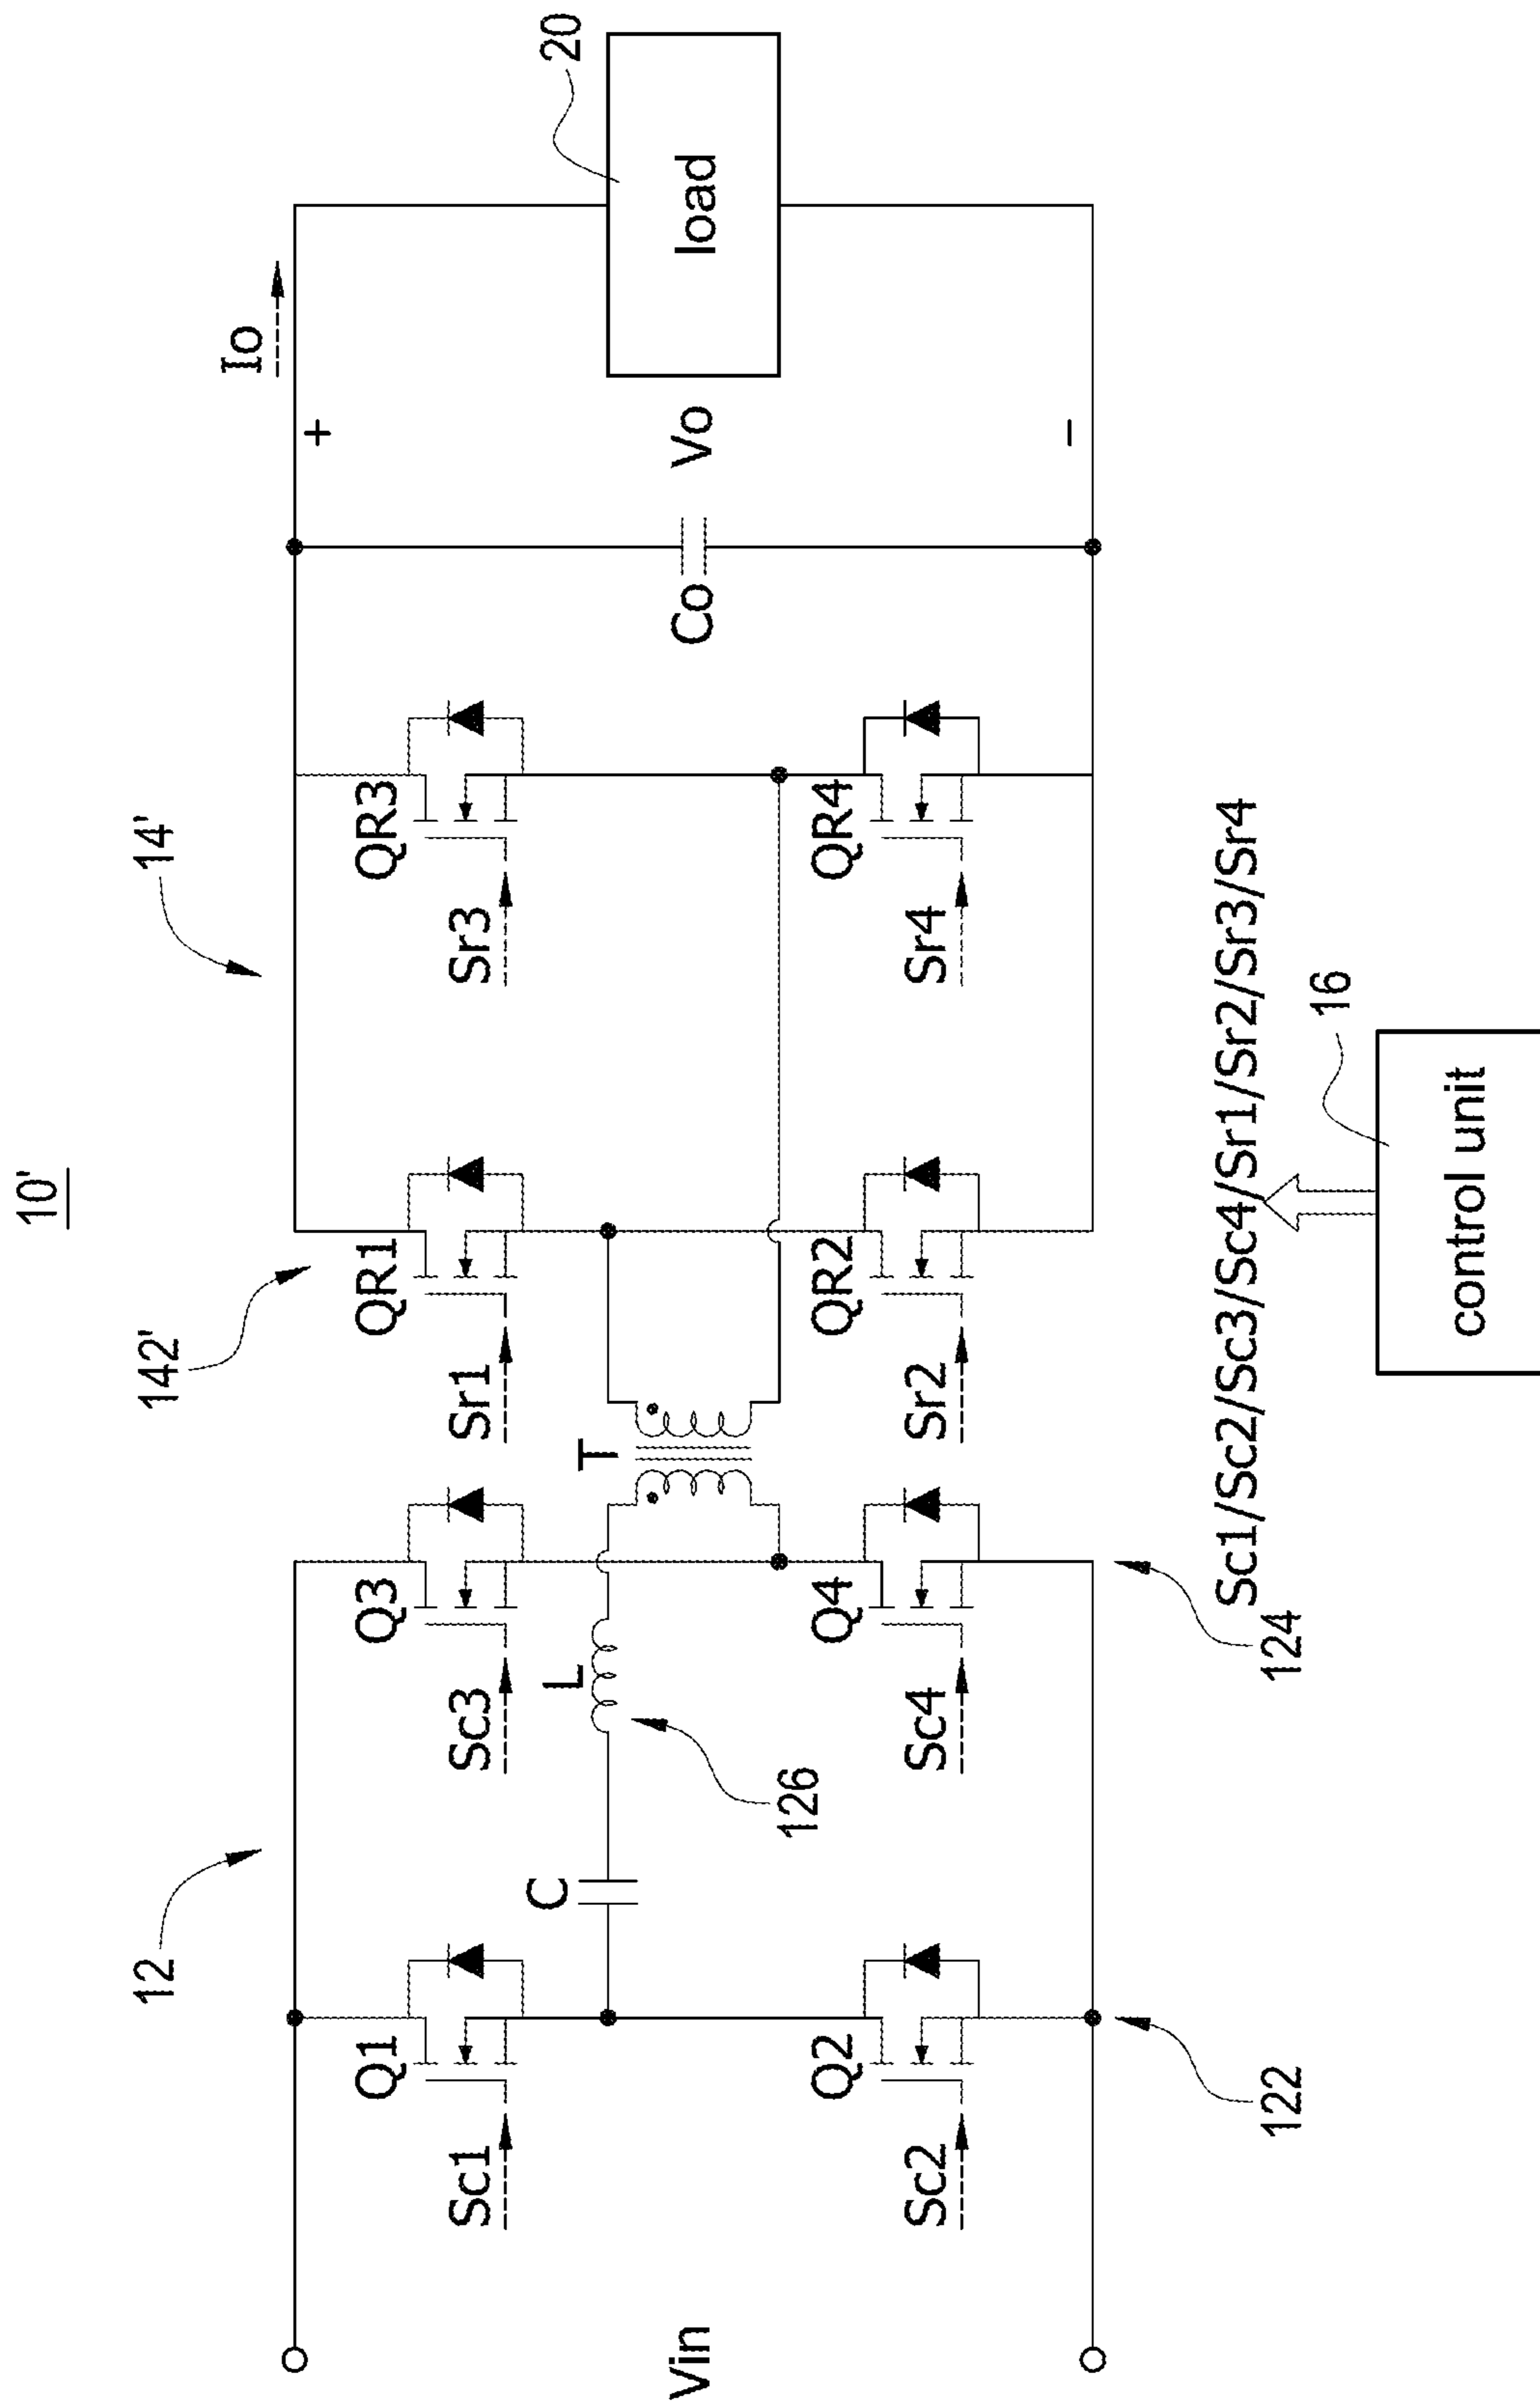 10'
12
142'
14'
Io
20
Q1
Q3
QR1
QR3
+
Sc1
Sc3
Sr1
Sr3
C
L
T
Vin
126
Co
Vo
load
Q2
Q4
QR2
QR4
Sc2
Sc4
Sr2
Sr4
–
122
124
Sc1/Sc2/Sc3/Sc4/Sr1/Sr2/Sr3/Sr4
16
control unit